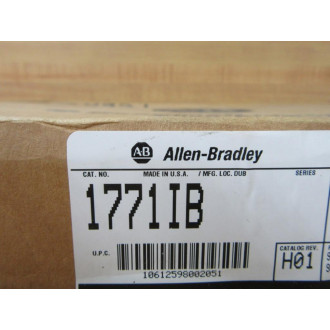 AB Allen-Bradley
CAT. NO. MADE IN U.S.A. / MFG. LOC. DUB SERIES
1771IB
U.P.C.
10612598002051
CATALOG REV.
H01